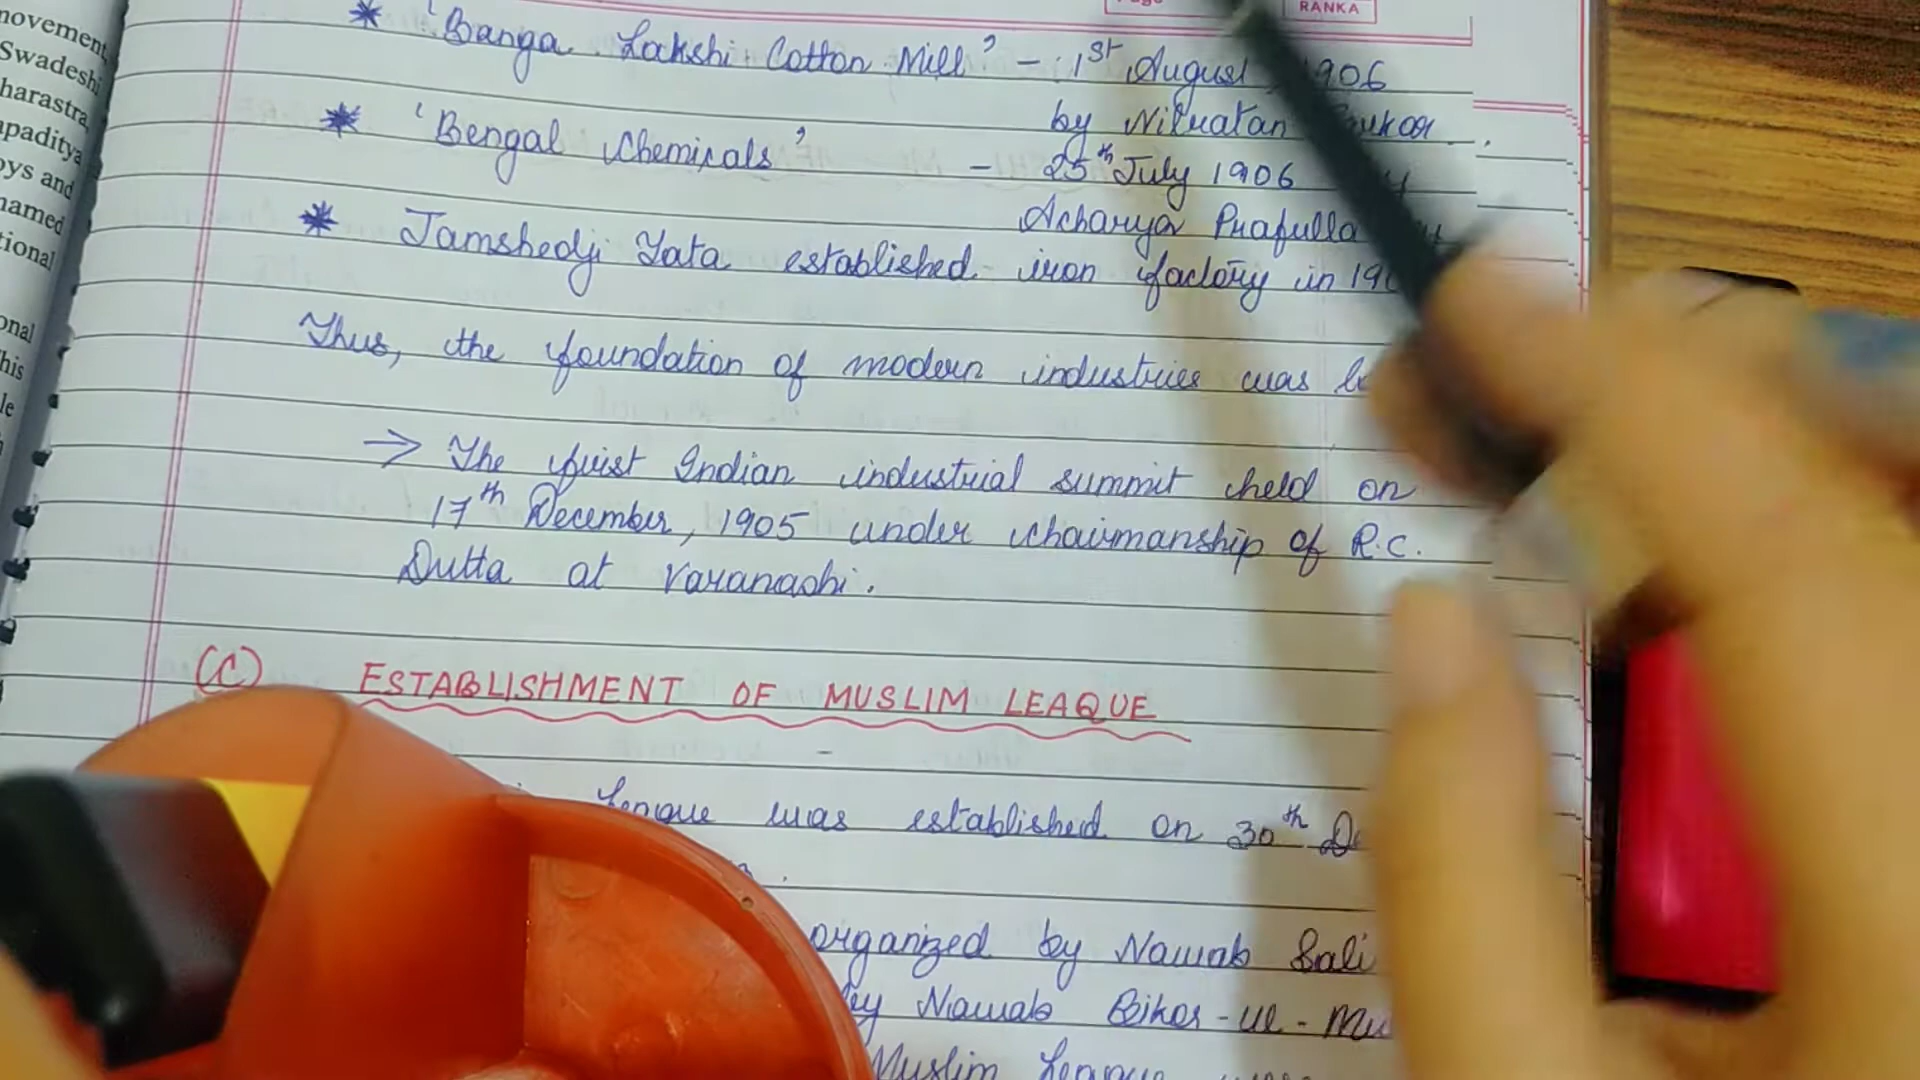 RANKA
movement,
Swadeshi
harastra,
apaditya
oys and
named
tional
onal
his
le
* 'Banga Lakshi Cotton Mill' - 1st August 1906
by Nilratan
* 'Bengal Chemicals' - 25th July 1906
Acharya Prafulla
* Jamshedji Tata established iron factory in 190
Thus, the foundation of modern industries was
→ The first Indian industrial summit held on
17th December, 1905 under chairmanship of R.C.
Dutta at Varanashi.
(C) ESTABLISHMENT OF MUSLIM LEAQUE
League was established on 30th
organized by Nawab Sali
by Nawab Bikar-ul-Mu
Muslim League